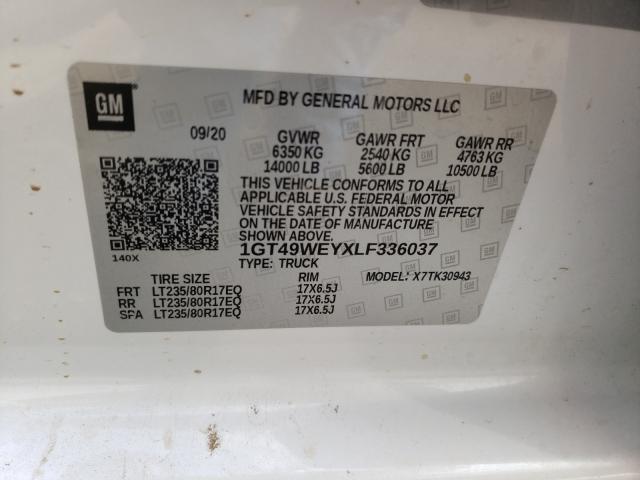 GM
MFD BY GENERAL MOTORS LLC
09/20 GVWR GAWR FRT GAWR RR
6350 KG 2540 KG 4763 KG
14000 LB 5600 LB 10500 LB
THIS VEHICLE CONFORMS TO ALL
APPLICABLE U.S. FEDERAL MOTOR
VEHICLE SAFETY STANDARDS IN EFFECT
ON THE DATE OF MANUFACTURE
SHOWN ABOVE.
140X 1GT49WEYXLF336037
TYPE: TRUCK MODEL: X7TK30943
TIRE SIZE RIM
FRT LT235/80R17EQ 17X6.5J
RR LT235/80R17EQ 17X6.5J
SPA LT235/80R17EQ 17X6.5J